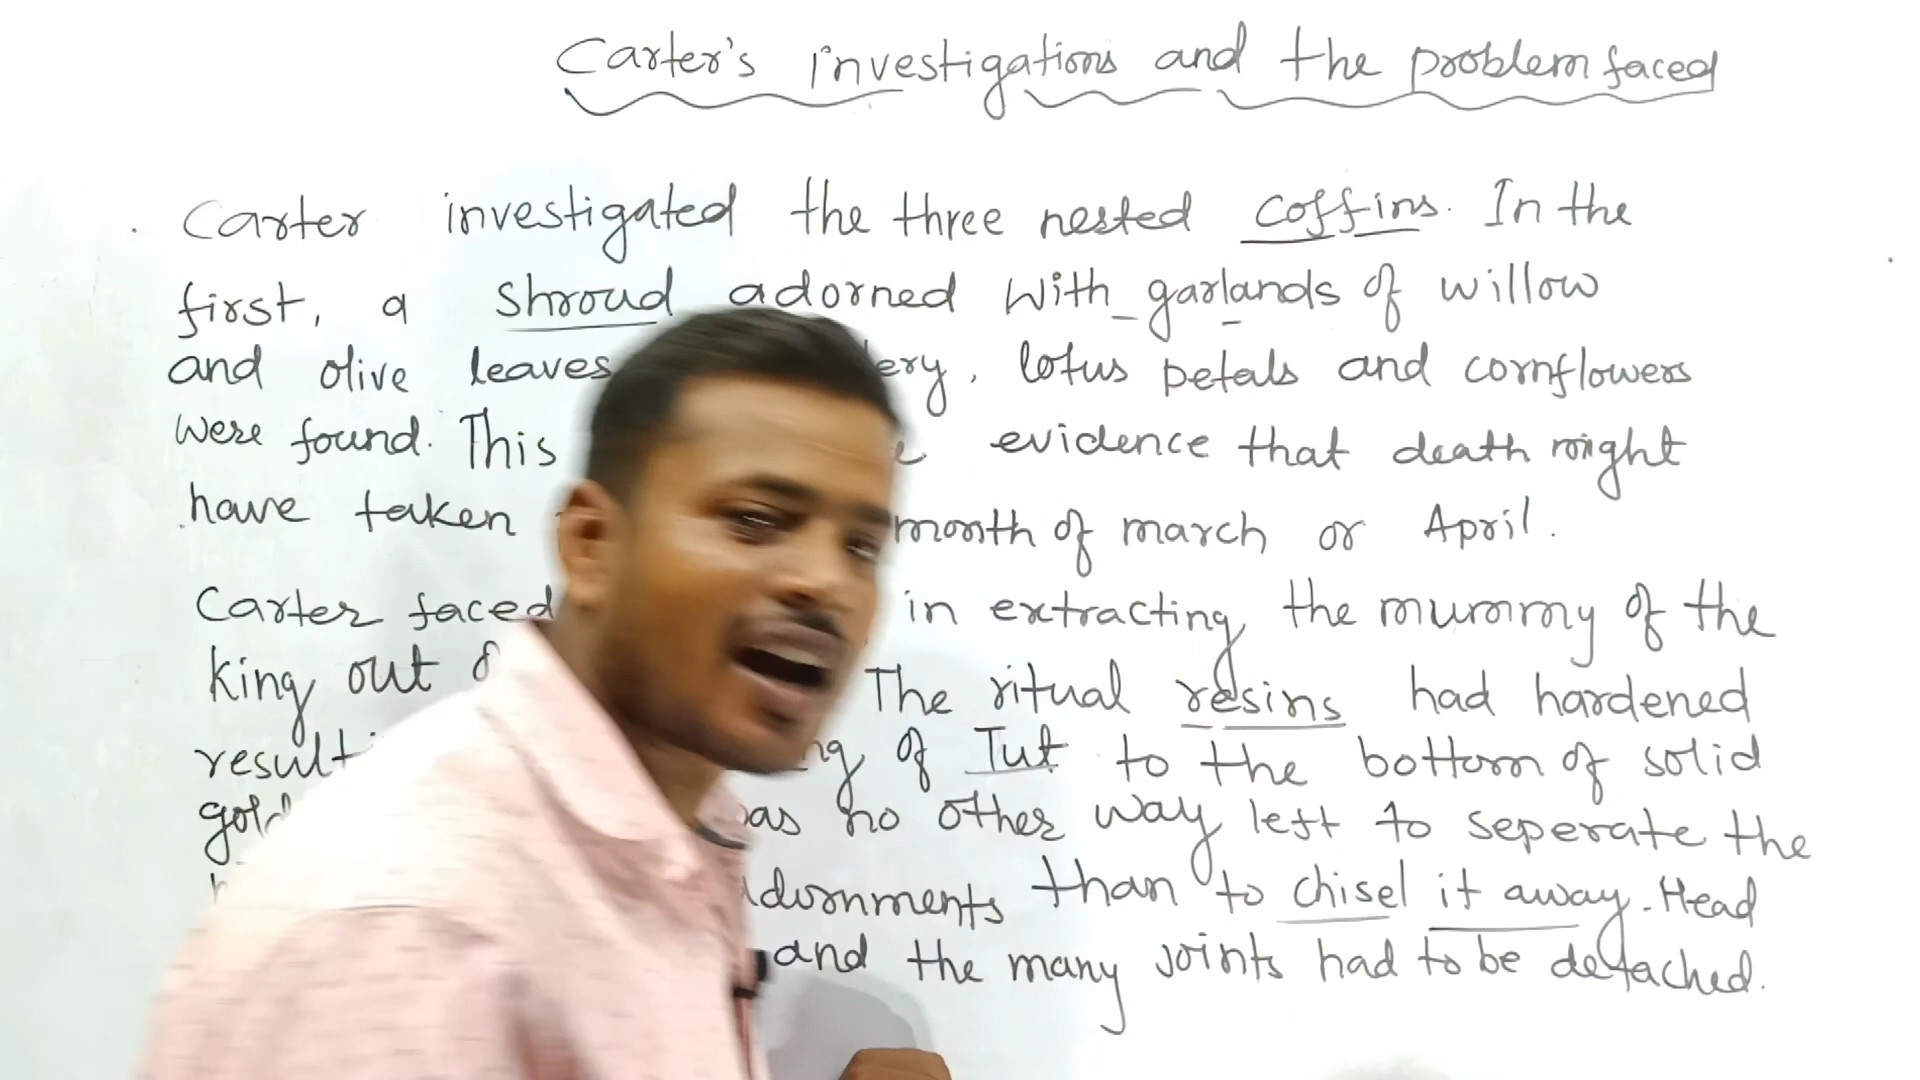 Carter's investigations and the problem faced
Carter investigated the three nested coffins. In the
first, a shroud adorned with garlands of willow
and olive leaves lotus petals and cornflowers
were found. This evidence that death might
have taken month of march or April.
Carter faced in extracting the mummy of the
king out The ritual resins had hardened
of Tut to the bottom of solid
no other way left to seperate the
than to chisel it away. Head
and the many joints had to be detached.